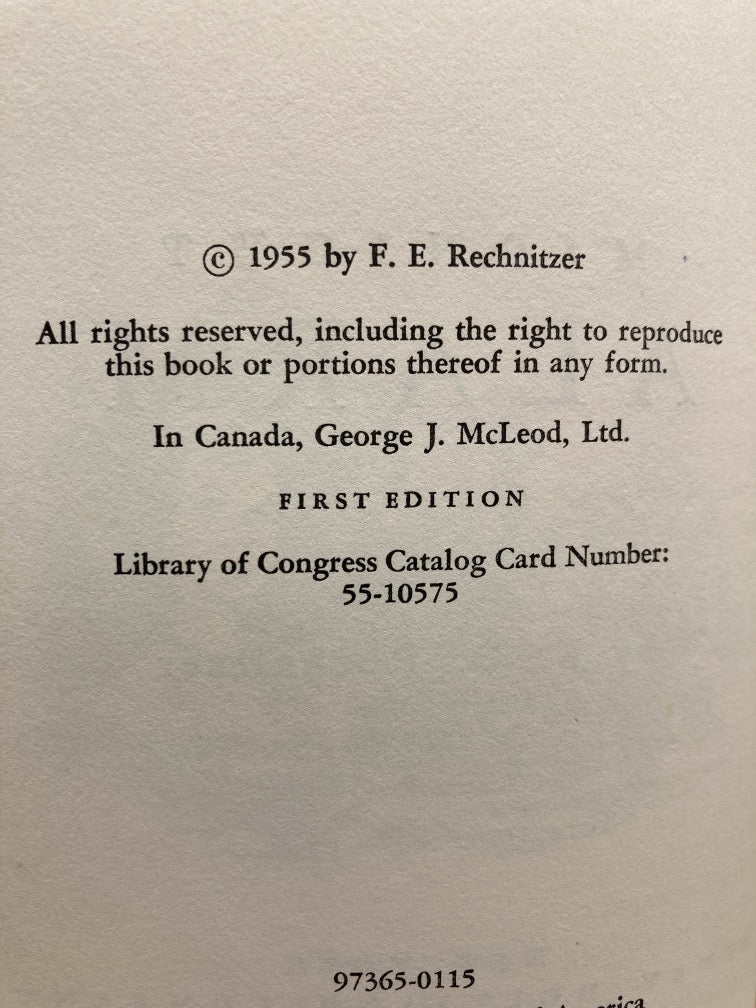 © 1955 by F. E. Rechnitzer
All rights reserved, including the right to reproduce
this book or portions thereof in any form.
In Canada, George J. McLeod, Ltd.
FIRST EDITION
Library of Congress Catalog Card Number:
55-10575
97365-0115
America